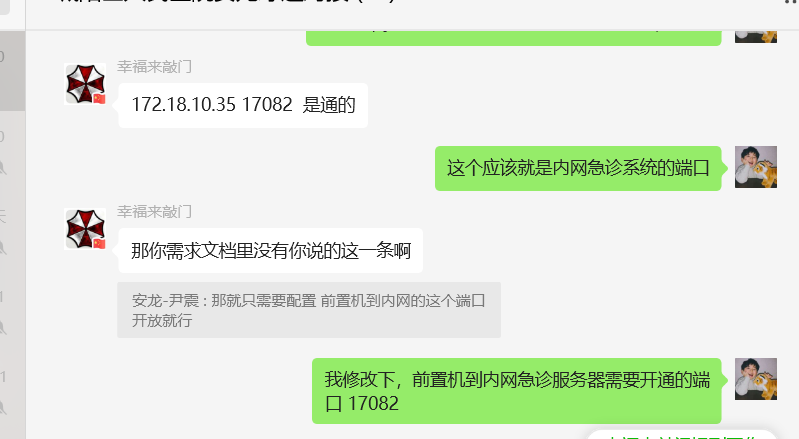 幸福来敲门
172.18.10.35 17082 是通的
这个应该就是内网急诊系统的端口
幸福来敲门
那你需求文档里没有你说的这一条啊
安龙-尹震 : 那就只需要配置 前置机到内网的这个端口
开放就行
我修改下，前置机到内网急诊服务器需要开通的端
口 17082